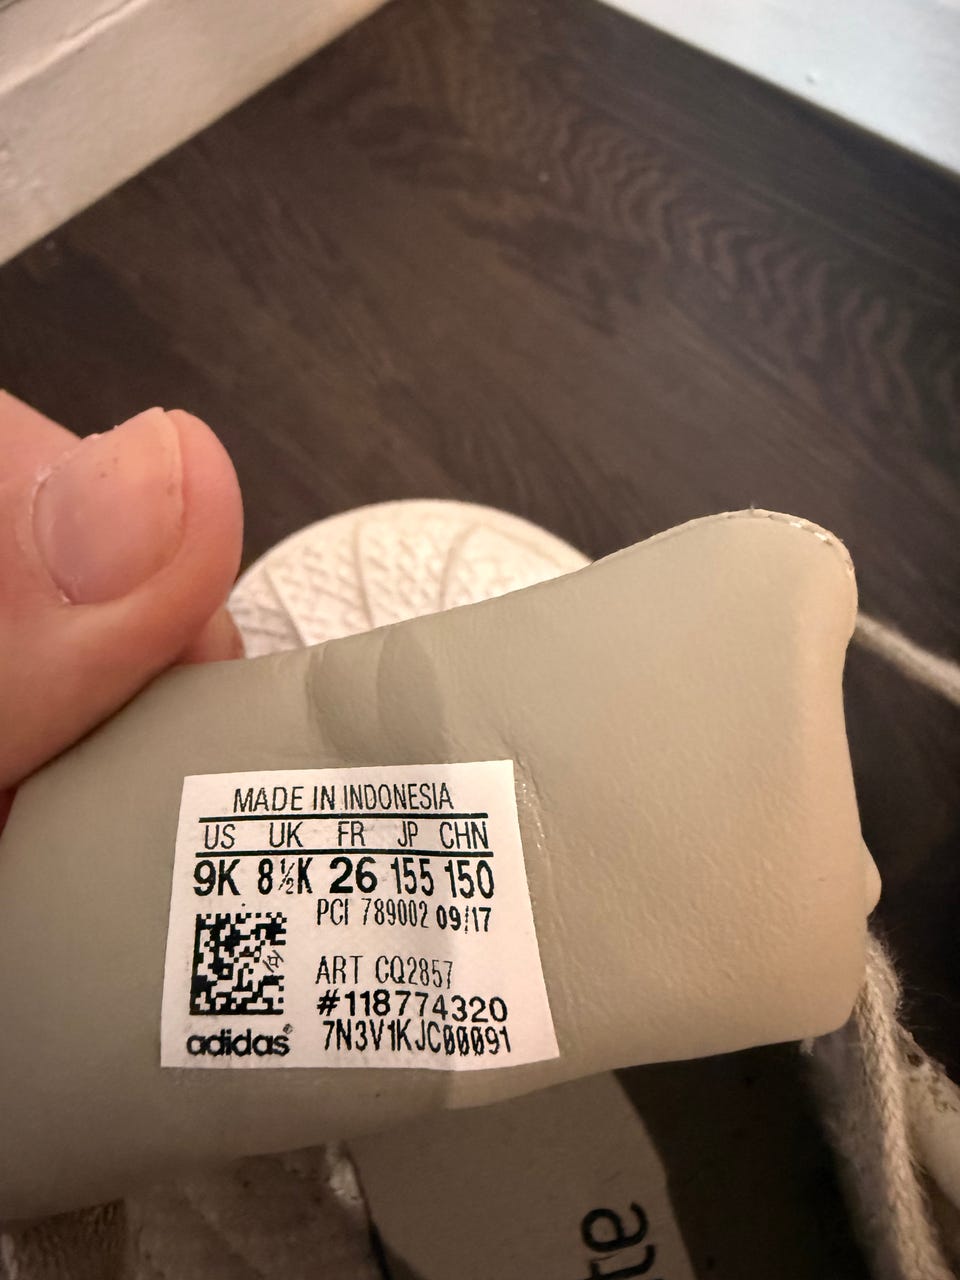 MADE IN INDONESIA
US UK FR JP CHN
9K 8½K 26 155 150
PCI 789002 09/17
ART CQ2857
#118774320
adidas® 7N3V1KJC00091